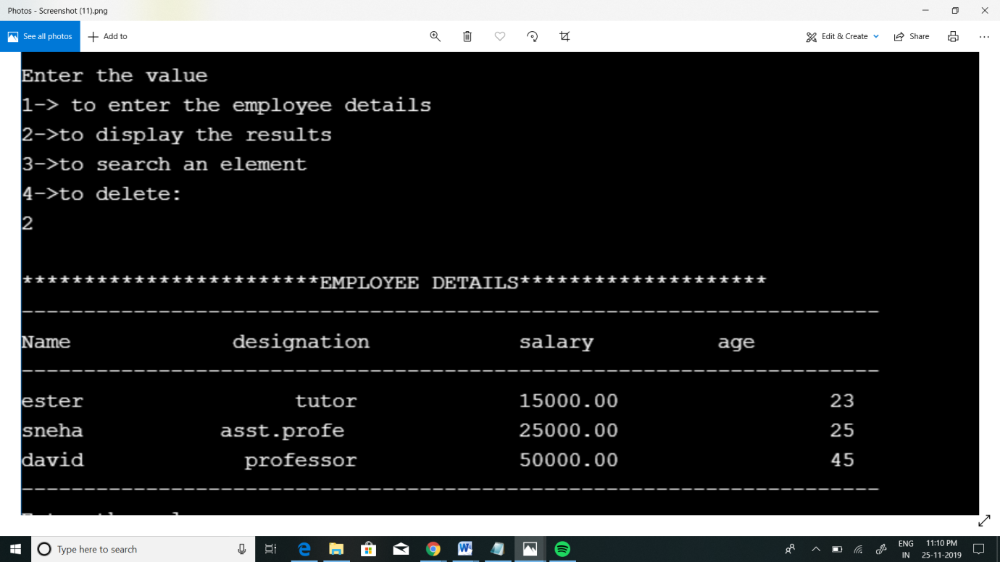 Photos - Screenshot (11).png
See all photos Add to Edit & Create Share
Enter the value
1-> to enter the employee details
2->to display the results
3->to search an element
4->to delete:
2
************************EMPLOYEE DETAILS********************
---------------------------------------------------------------------
Name designation salary age
---------------------------------------------------------------------
ester tutor 15000.00 23
sneha asst.profe 25000.00 25
david professor 50000.00 45
---------------------------------------------------------------------
Type here to search
ENG 11:10 PM
IN 25-11-2019